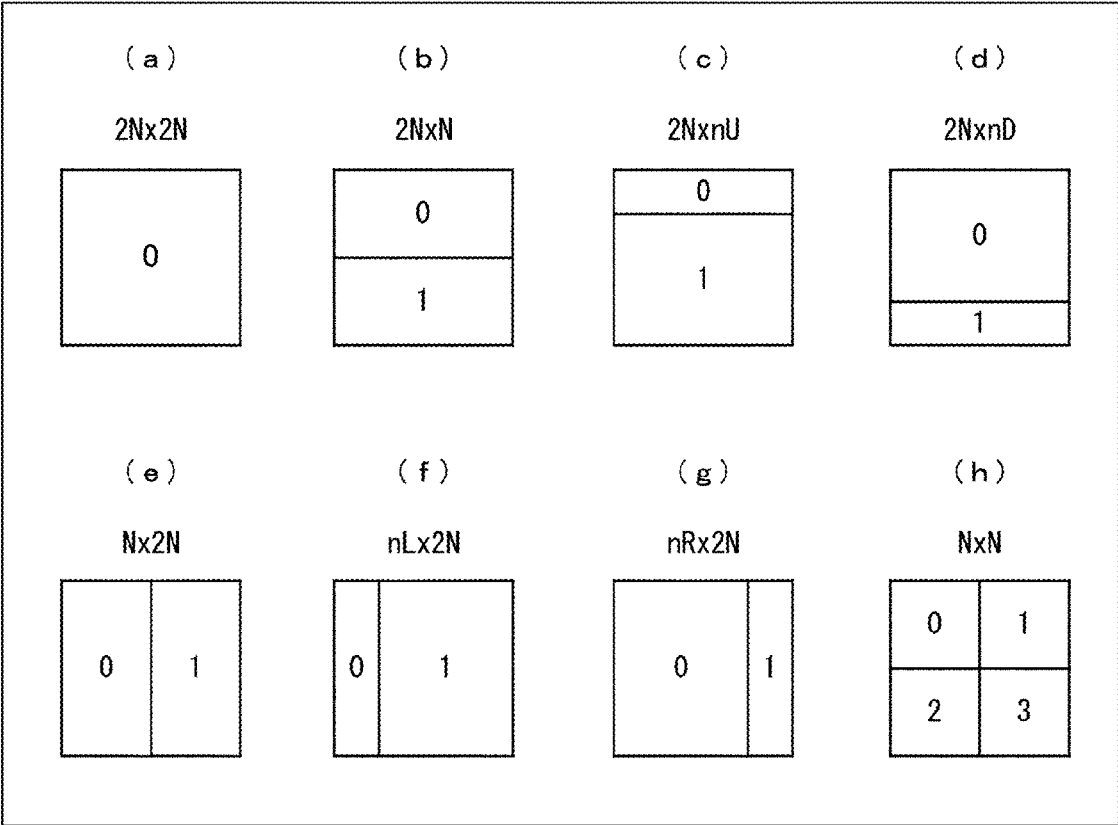 (a) (b) (c) (d)
2Nx2N 2NxN 2NxnU 2NxnD
0 0 0 0
1 1 1
(e) (f) (g) (h)
Nx2N nLx2N nRx2N NxN
0 1 0 1 0 1 0 1
2 3